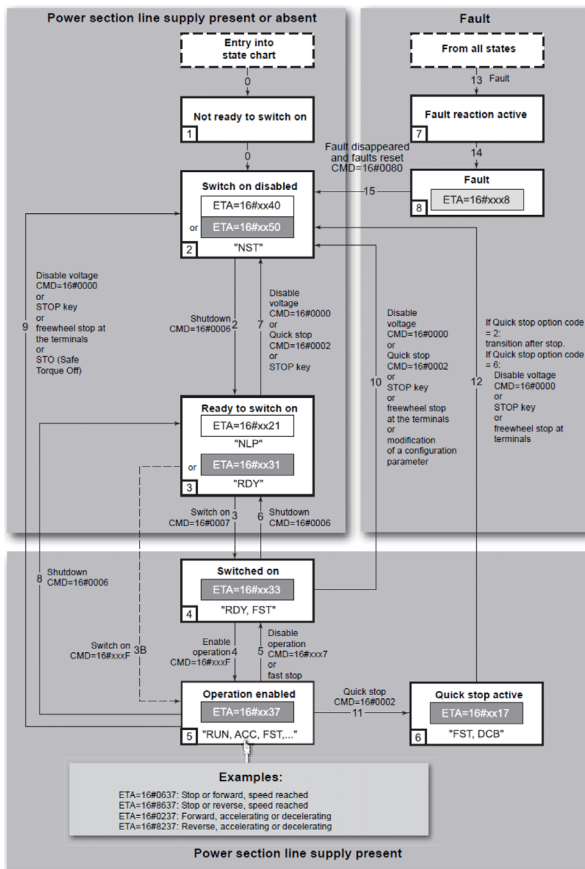 Power section line supply present or absent
Entry into
state chart
0
Not ready to switch on
1
0
Switch on disabled
ETA=16#xx40
or
ETA=16#xx50
2
"NST"
Fault
From all states
13
Fault
Fault reaction active
7
14
Fault
ETA=16#xxx8
8
Fault disappeared
and faults reset
CMD=16#0080
15
9
Disable voltage
CMD=16#0000
or
STOP key
or
freewheel stop at
the terminals
or
STO (Safe
Torque Off)
Shutdown
CMD=16#0006
2
7
Disable
voltage
CMD=16#0000
or
Quick stop
CMD=16#0002
or
STOP key
10
Disable
voltage
CMD=16#0000
or
Quick stop
CMD=16#0002
or
STOP key
or
freewheel stop
at the terminals
or
modification
of a configuration
parameter
12
If Quick stop option code
= 2:
transition after stop.
If Quick stop option code
= 6:
Disable voltage
CMD=16#0000
or
STOP key
or
freewheel stop at
terminals
Ready to switch on
ETA=16#xx21
"NLP"
or
ETA=16#xx31
3
"RDY"
Switch on
CMD=16#0007
3
6
Shutdown
CMD=16#0006
8
Shutdown
CMD=16#0006
Switched on
ETA=16#xx33
4
"RDY, FST"
Switch on
CMD=16#xxxF
3B
Enable
operation
CMD=16#xxxF
4
5
Disable
operation
CMD=16#xxx7
or
fast stop
Operation enabled
ETA=16#xx37
5
"RUN, ACC, FST,..."
Quick stop
CMD=16#0002
11
Quick stop active
ETA=16#xx17
6
"FST, DCB"
Examples:
ETA=16#0637: Stop or forward, speed reached
ETA=16#8637: Stop or reverse, speed reached
ETA=16#0237: Forward, accelerating or decelerating
ETA=16#8237: Reverse, accelerating or decelerating
Power section line supply present